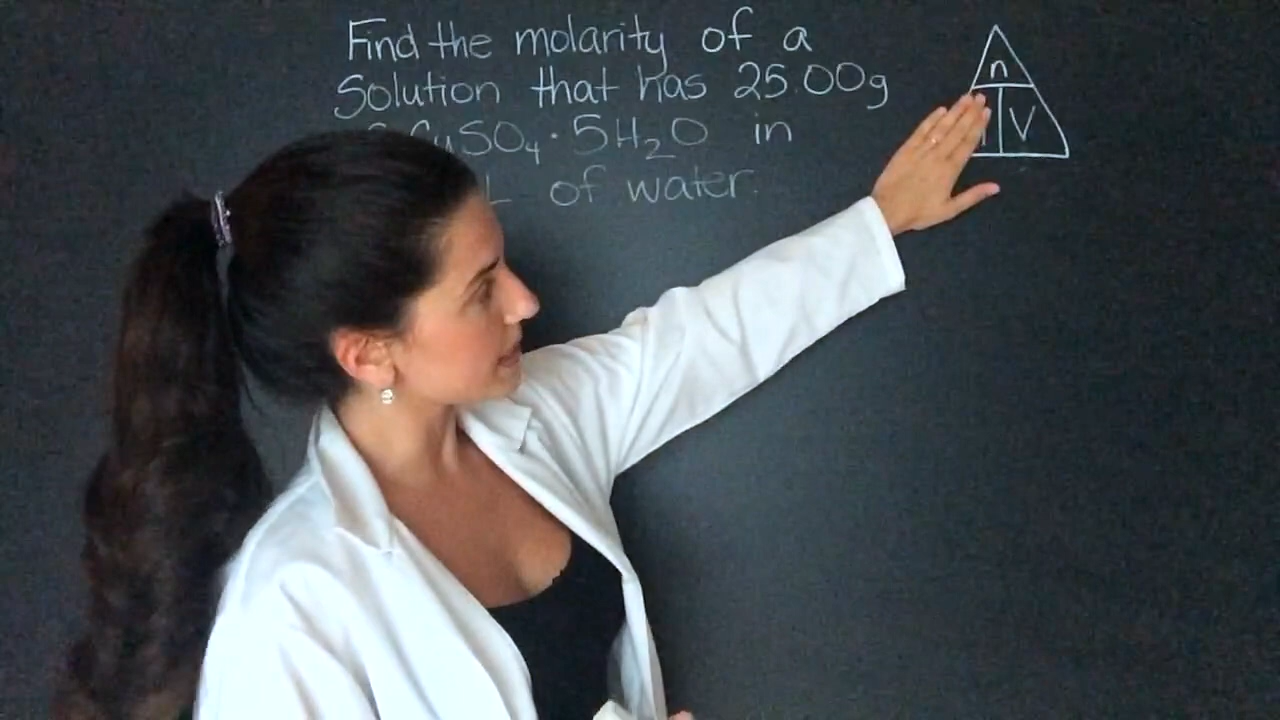 Find the molarity of a
Solution that has 25.00g
CuSO₄·5H₂O in
L of water.
n
V